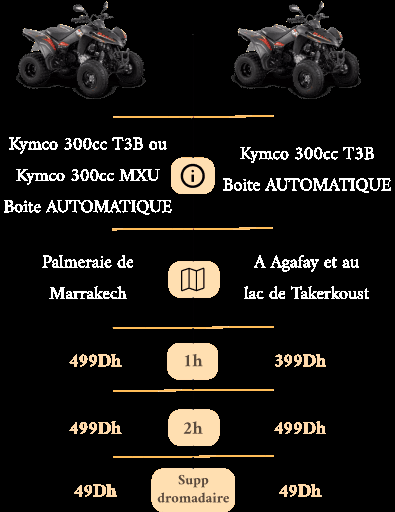 Kymco 300cc T3B ou
Kymco 300cc MXU
Boite AUTOMATIQUE
Kymco 300cc T3B
Boite AUTOMATIQUE
Palmeraie de
Marrakech
A Agafay et au
lac de Takerkoust
499Dh 1h 399Dh
499Dh 2h 499Dh
49Dh Supp dromadaire 49Dh